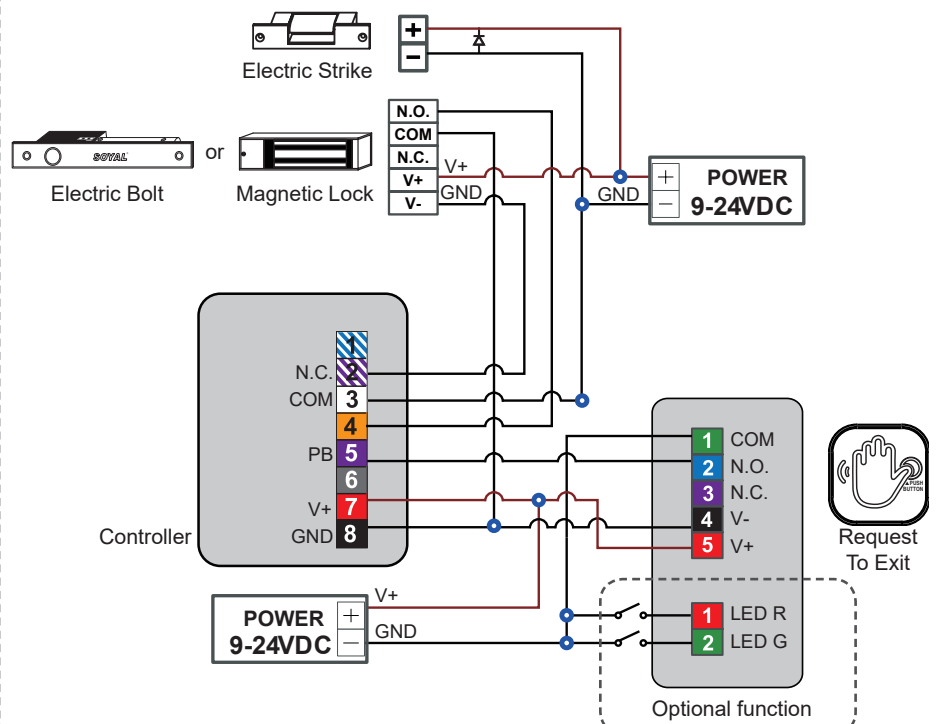 +
−
Electric Strike
N.O.
COM
N.C.
V+
V-
V+
GND
SOYAL
or
Electric Bolt
Magnetic Lock
GND
+
−
POWER
9-24VDC
1
N.C. 2
COM 3
4
PB 5
6
V+ 7
GND 8
Controller
1 COM
2 N.O.
3 N.C.
4 V-
5 V+
PUSH
BUTTON
Request
To Exit
POWER
9-24VDC
+
−
V+
GND
1 LED R
2 LED G
Optional function